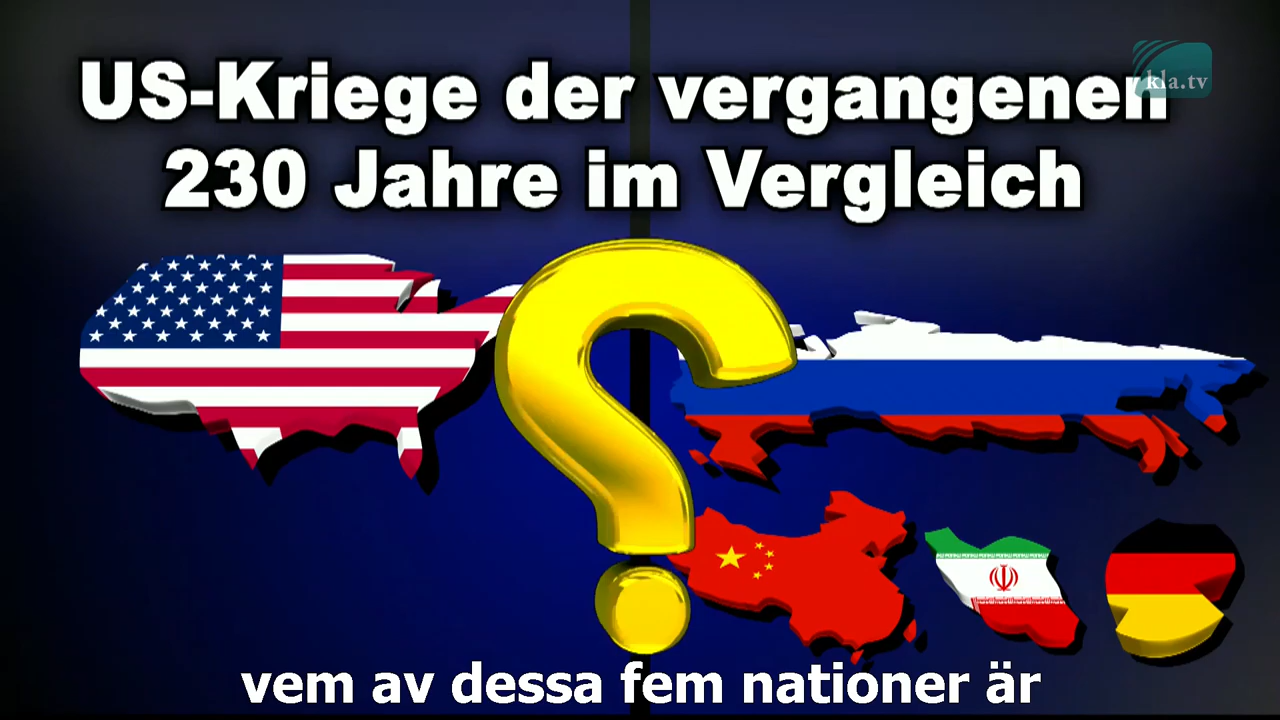 US-Kriege der vergangenen
kla.tv
230 Jahre im Vergleich
vem av dessa fem nationer är